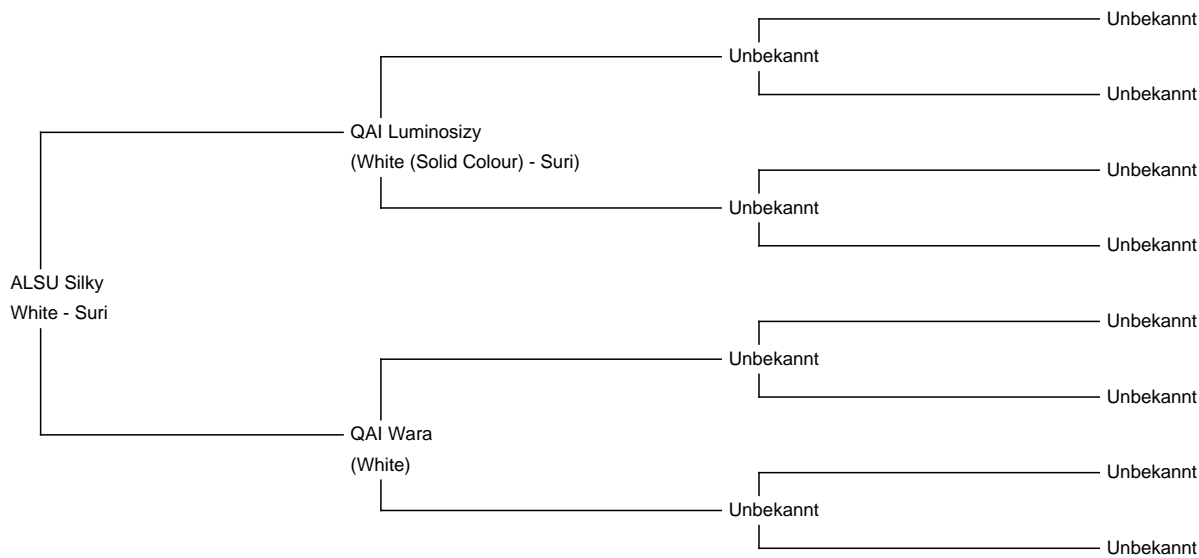 Unbekannt
Unbekannt
Unbekannt
QAI Luminosizy
(White (Solid Colour) - Suri)
Unbekannt
Unbekannt
Unbekannt
ALSU Silky
White - Suri
Unbekannt
Unbekannt
Unbekannt
QAI Wara
(White)
Unbekannt
Unbekannt
Unbekannt